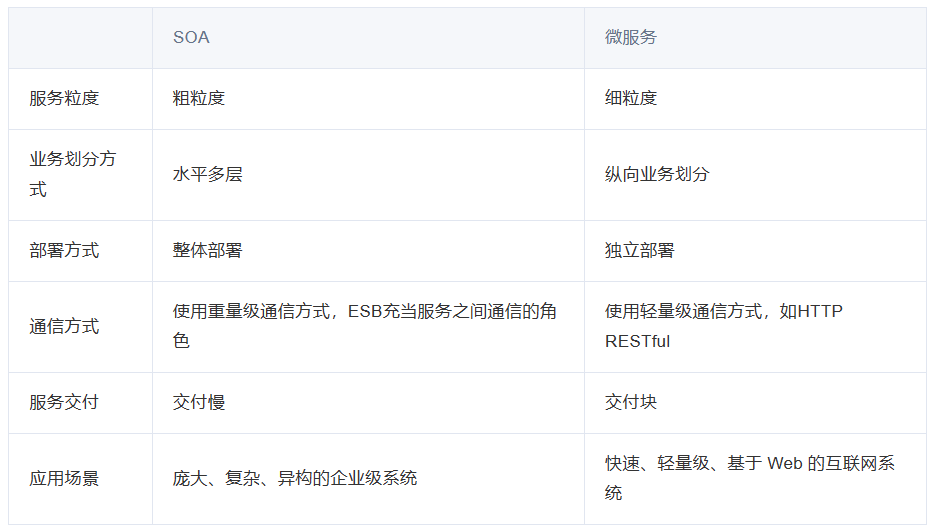 SOA
微服务
服务粒度
粗粒度
细粒度
业务划分方
式
水平多层
纵向业务划分
部署方式
整体部署
独立部署
通信方式
使用重量级通信方式，ESB充当服务之间通信的角
色
使用轻量级通信方式，如HTTP
RESTful
服务交付
交付慢
交付块
应用场景
庞大、复杂、异构的企业级系统
快速、轻量级、基于 Web 的互联网系
统